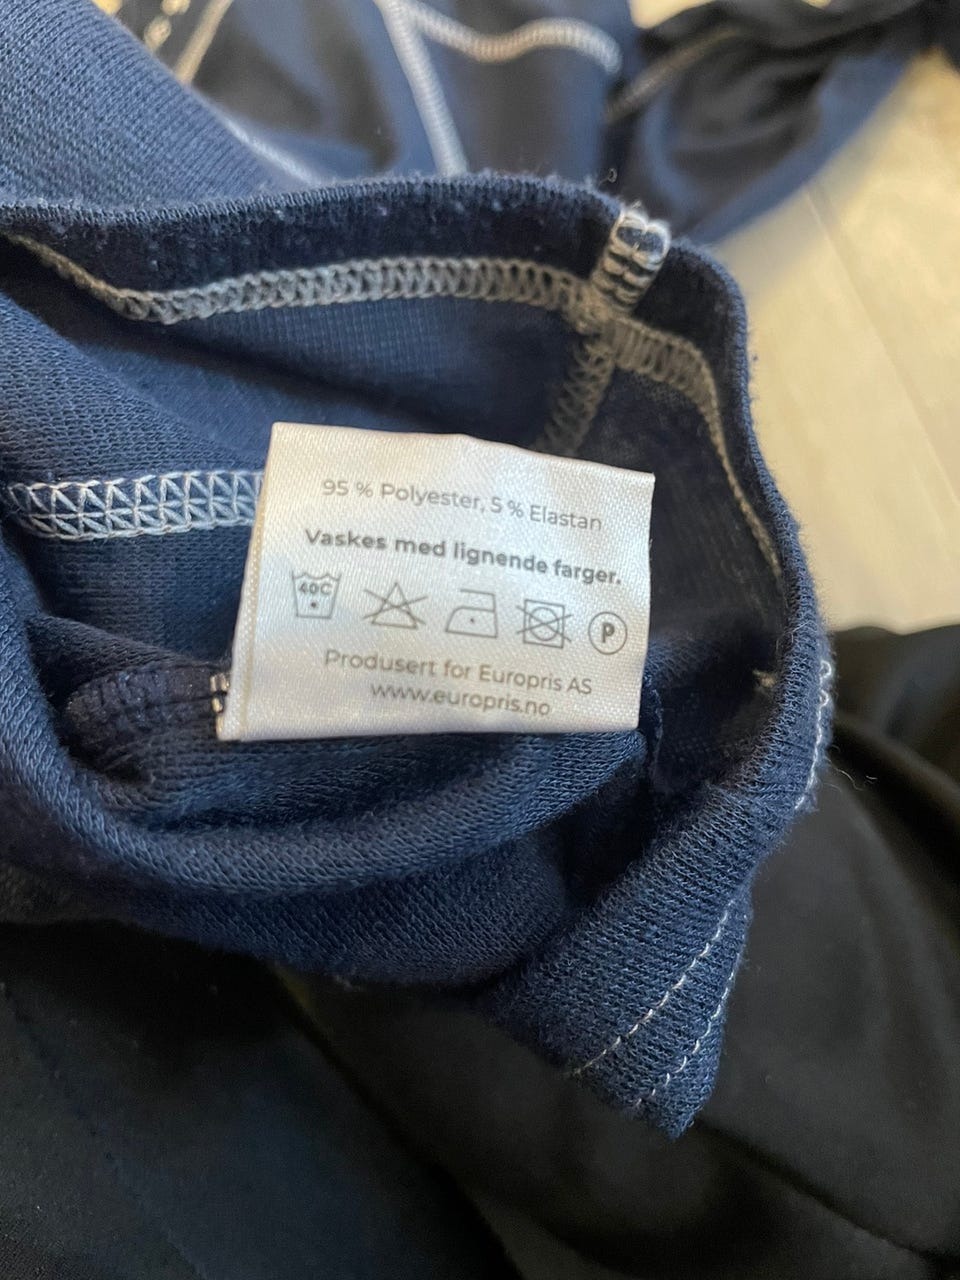 95 % Polyester, 5 % Elastan
Vaskes med lignende farger.
40C P
Produsert for Europris AS
www.europris.no